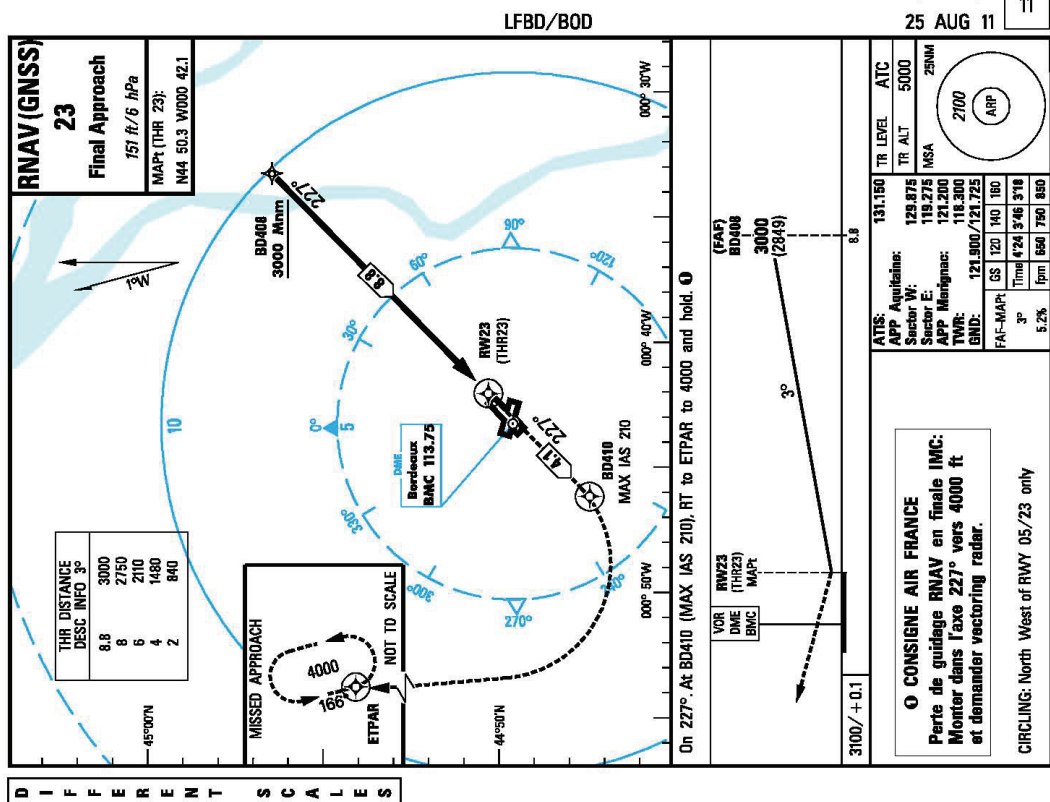 LFBD/BOD
25 AUG 11
11
RNAV(GNSS)
23
Final Approach
151 ft/6 hPa
MAPt (THR 23):
N44 50.3 W000 42.1
1°W
THR DISTANCE
DESC INFO 3°
8.8 3000
8 2750
6 2110
4 1480
2 840
45°00'N
44°50'N
000° 30'W
000° 40'W
000° 50'W
10
5
BD408
3000 Mnm
227°
8.8
RW23
(THR23)
DME
Bordeaux
BMC 113.75
0°
30°
60°
90°
120°
270°
300°
330°
227°
4.1
BD410
MAX IAS 210
MISSED APPROACH
4000
166°
ETPAR
NOT TO SCALE
DIFFERENT SCALES
On 227°. At BD410 (MAX IAS 210), RT to ETPAR to 4000 and hold. ❶
(FAF)
BD408
3000
(2849)
3°
RW23
(THR23)
MAPt
VOR
DME
BMC
8.8
3100/+0.1
ATIS: 131.150
APP Aquitaine:
Sector W: 129.875
Sector E: 119.275
APP Merignac: 121.200
TWR: 118.300
GND: 121.900/121.725
TR LEVEL ATC
TR ALT 5000
MSA 25NM
2100
ARP
FAF-MAPt GS 120 140 160
3° Time 4'24 3'46 3'18
5.2% fpm 650 750 850
❶ CONSIGNE AIR FRANCE
Perte de guidage RNAV en finale IMC:
Monter dans l'axe 227° vers 4000 ft
et demander vectoring radar.
CIRCLING: North West of RWY 05/23 only